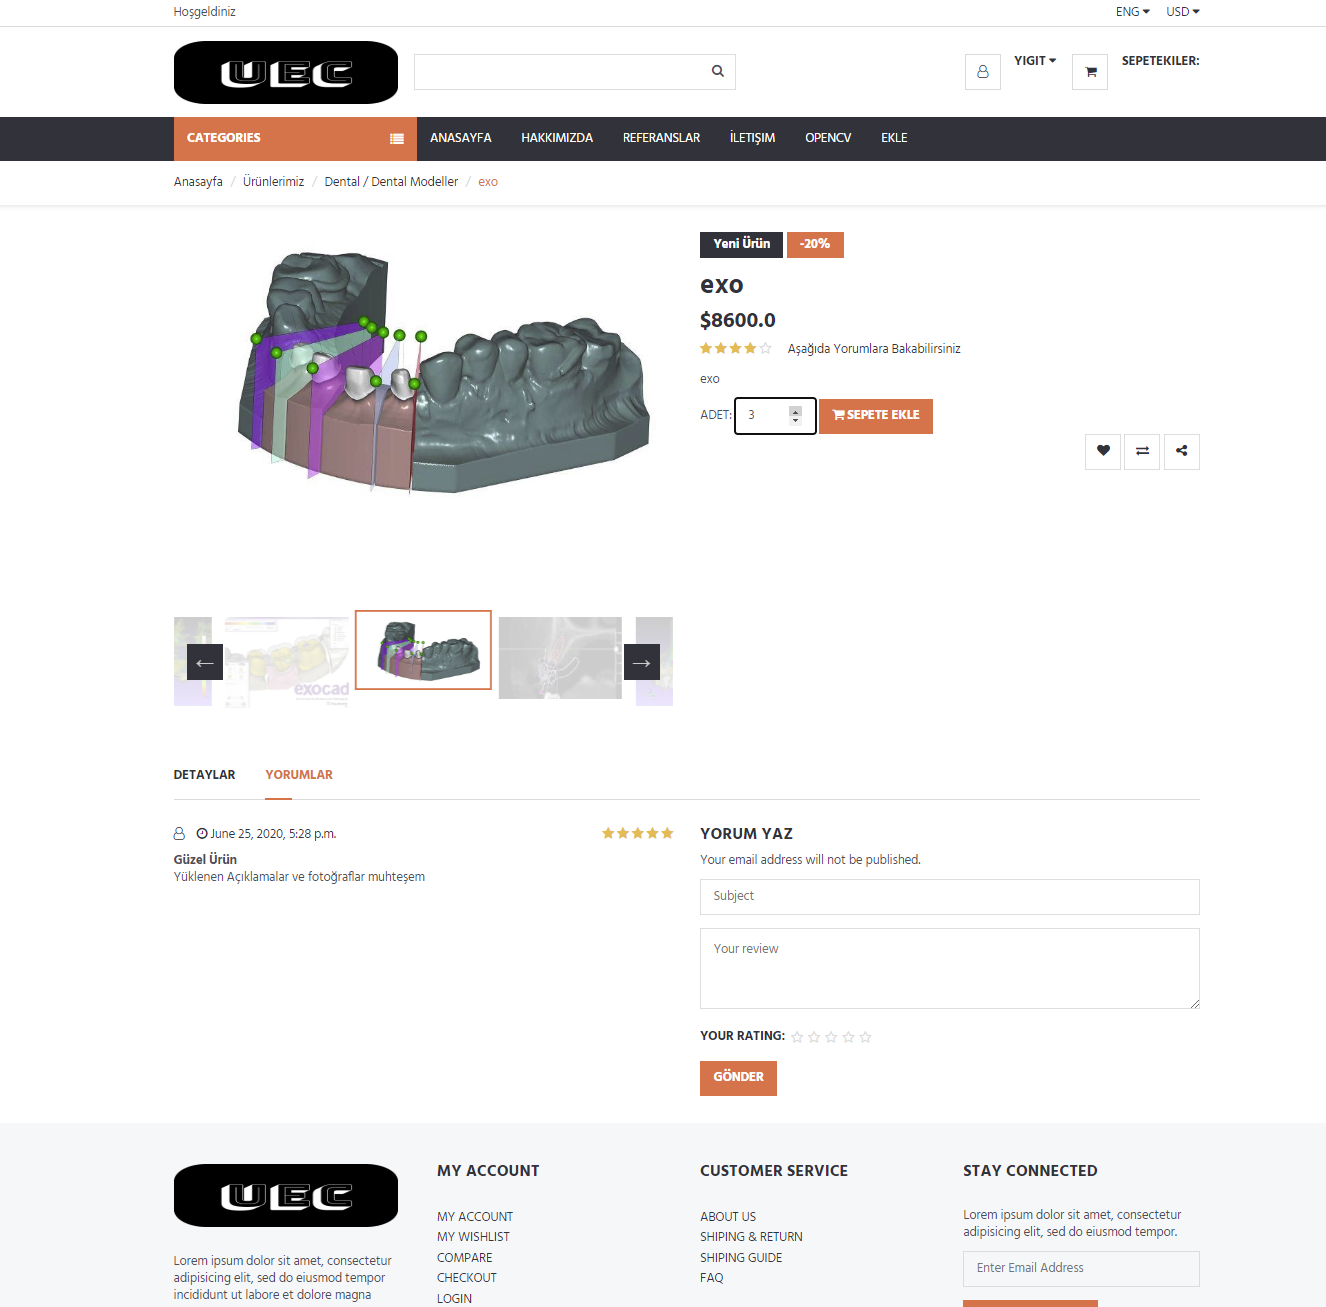 Hoşgeldiniz
ENG
USD
UEC
YIGIT
SEPETEKILER:
CATEGORIES
ANASAYFA
HAKKIMIZDA
REFERANSLAR
İLETIŞIM
OPENCV
EKLE
Anasayfa / Ürünlerimiz / Dental / Dental Modeller / exo
Yeni Ürün
-20%
exo
$8600.0
Aşağıda Yorumlara Bakabilirsiniz
exo
ADET: 3
SEPETE EKLE
exocad
DETAYLAR
YORUMLAR
June 25, 2020, 5:28 p.m.
Güzel Ürün
Yüklenen Açıklamalar ve fotoğraflar muhteşem
YORUM YAZ
Your email address will not be published.
Subject
Your review
YOUR RATING:
GÖNDER
UEC
Lorem ipsum dolor sit amet, consectetur
adipisicing elit, sed do eiusmod tempor
incididunt ut labore et dolore magna
MY ACCOUNT
MY ACCOUNT
MY WISHLIST
COMPARE
CHECKOUT
LOGIN
CUSTOMER SERVICE
ABOUT US
SHIPING & RETURN
SHIPING GUIDE
FAQ
STAY CONNECTED
Lorem ipsum dolor sit amet, consectetur
adipisicing elit, sed do eiusmod tempor.
Enter Email Address